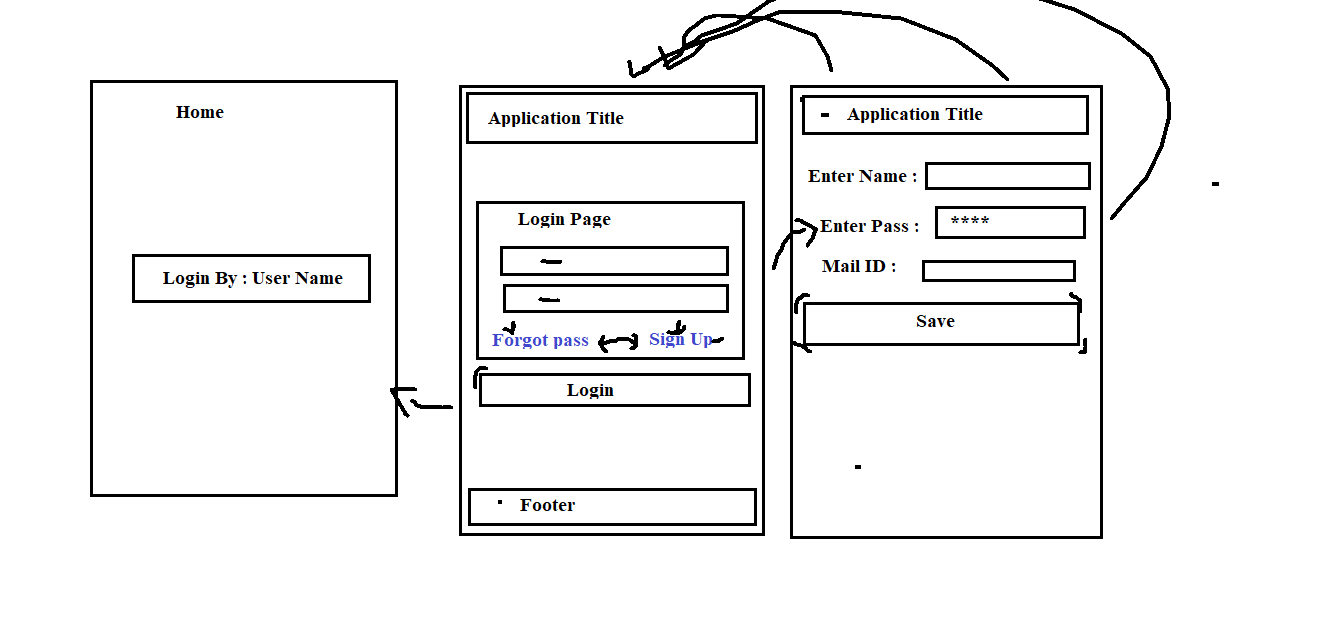 Home
Login By : User Name
Application Title
Login Page
Forgot pass
Sign Up
Login
Footer
Application Title
Enter Name :
Enter Pass : ****
Mail ID :
Save